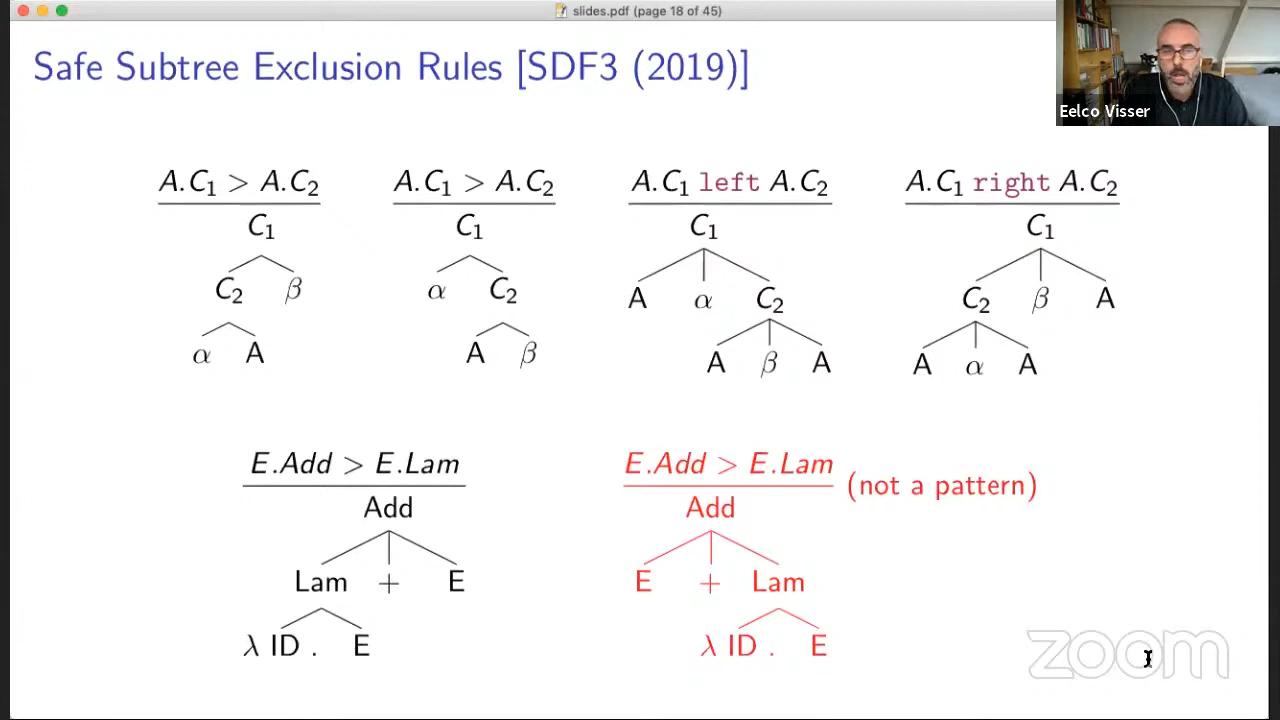 slides.pdf (page 18 of 45)
Safe Subtree Exclusion Rules [SDF3 (2019)]
Eelco Visser
A.C₁ > A.C₂
C₁
C₂ β
α A
A.C₁ > A.C₂
C₁
α C₂
A β
A.C₁ left A.C₂
C₁
A α C₂
A β A
A.C₁ right A.C₂
C₁
C₂ β A
A α A
E.Add > E.Lam
Add
Lam + E
λ ID . E
E.Add > E.Lam (not a pattern)
Add
E + Lam
λ ID . E
zoom